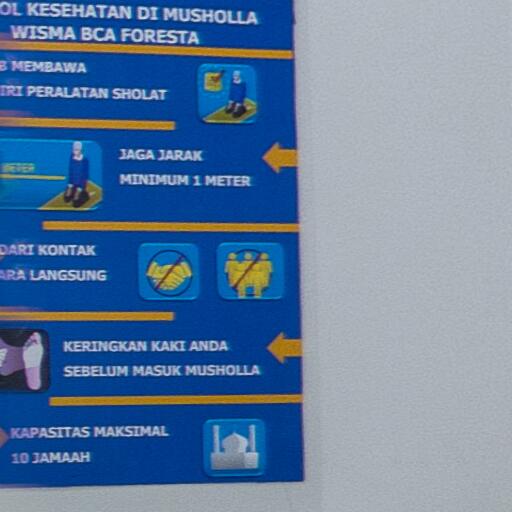 OL KESEHATAN DI MUSHOLLA
WISMA BCA FORESTA
B MEMBAWA
IRI PERALATAN SHOLAT
METER
JAGA JARAK
MINIMUM 1 METER
DARI KONTAK
ARA LANGSUNG
KERINGKAN KAKI ANDA
SEBELUM MASUK MUSHOLLA
KAPASITAS MAKSIMAL
10 JAMAAH